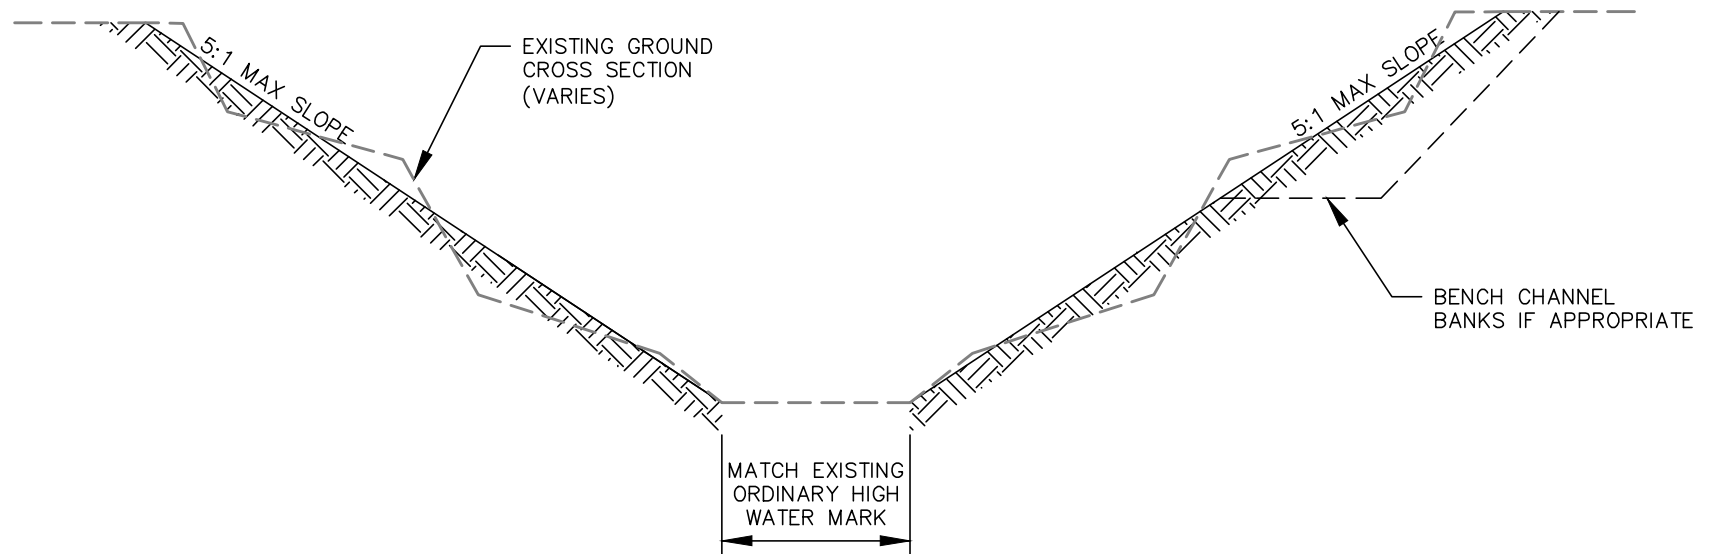 5:1 MAX SLOPE
EXISTING GROUND
CROSS SECTION
(VARIES)
5:1 MAX SLOPE
BENCH CHANNEL
BANKS IF APPROPRIATE
MATCH EXISTING
ORDINARY HIGH
WATER MARK